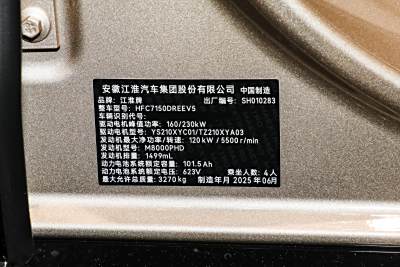 安徽江淮汽车集团股份有限公司 中国制造
品牌：江淮牌 出厂编号：SH010283
整车型号：HFC7150DREEV5
车辆识别代号：
驱动电机峰值功率：160/230kW
驱动电机型号：YS210XYC01/TZ210XYA03
发动机最大净功率/转速：120kW/5500r/min
发动机型号：M8000PHD
发动机排量：1499mL
动力电池系统额定容量：101.5Ah
动力电池系统额定电压：623V 乘坐人数：4人
最大允许总质量：3270kg 制造年月 2025年06月